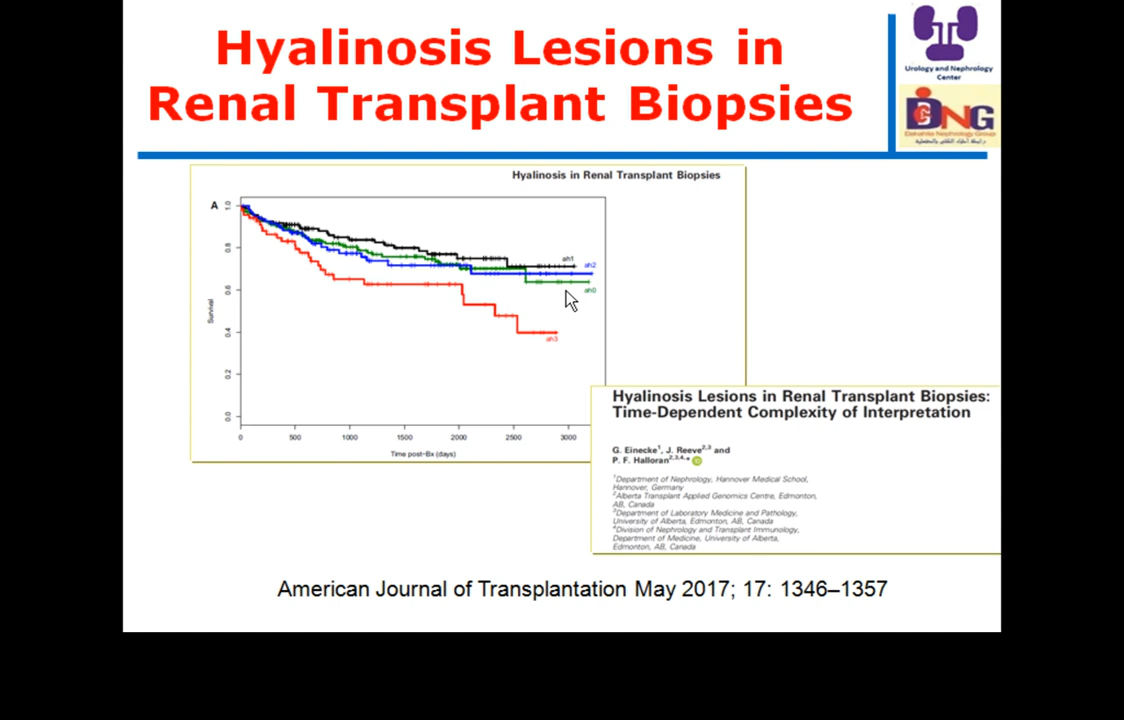 Hyalinosis Lesions in
Renal Transplant Biopsies
Urology and Nephrology
Center
DNG
Dakahlia Nephrology Group
Hyalinosis in Renal Transplant Biopsies
A
1.0
0.8
0.6
0.4
0.2
0.0
Survival
ah1
ah2
ah0
ah3
0 500 1000 1500 2000 2500 3000
Time post-Bx (days)
Hyalinosis Lesions in Renal Transplant Biopsies:
Time-Dependent Complexity of Interpretation
G. Einecke1, J. Reeve2,3 and
P. F. Halloran2,3,4,*
iD
1Department of Nephrology, Hannover Medical School,
Hannover, Germany
2Alberta Transplant Applied Genomics Centre, Edmonton,
AB, Canada
3Department of Laboratory Medicine and Pathology,
University of Alberta, Edmonton, AB, Canada
4Division of Nephrology and Transplant Immunology,
Department of Medicine, University of Alberta,
Edmonton, AB, Canada
American Journal of Transplantation May 2017; 17: 1346–1357